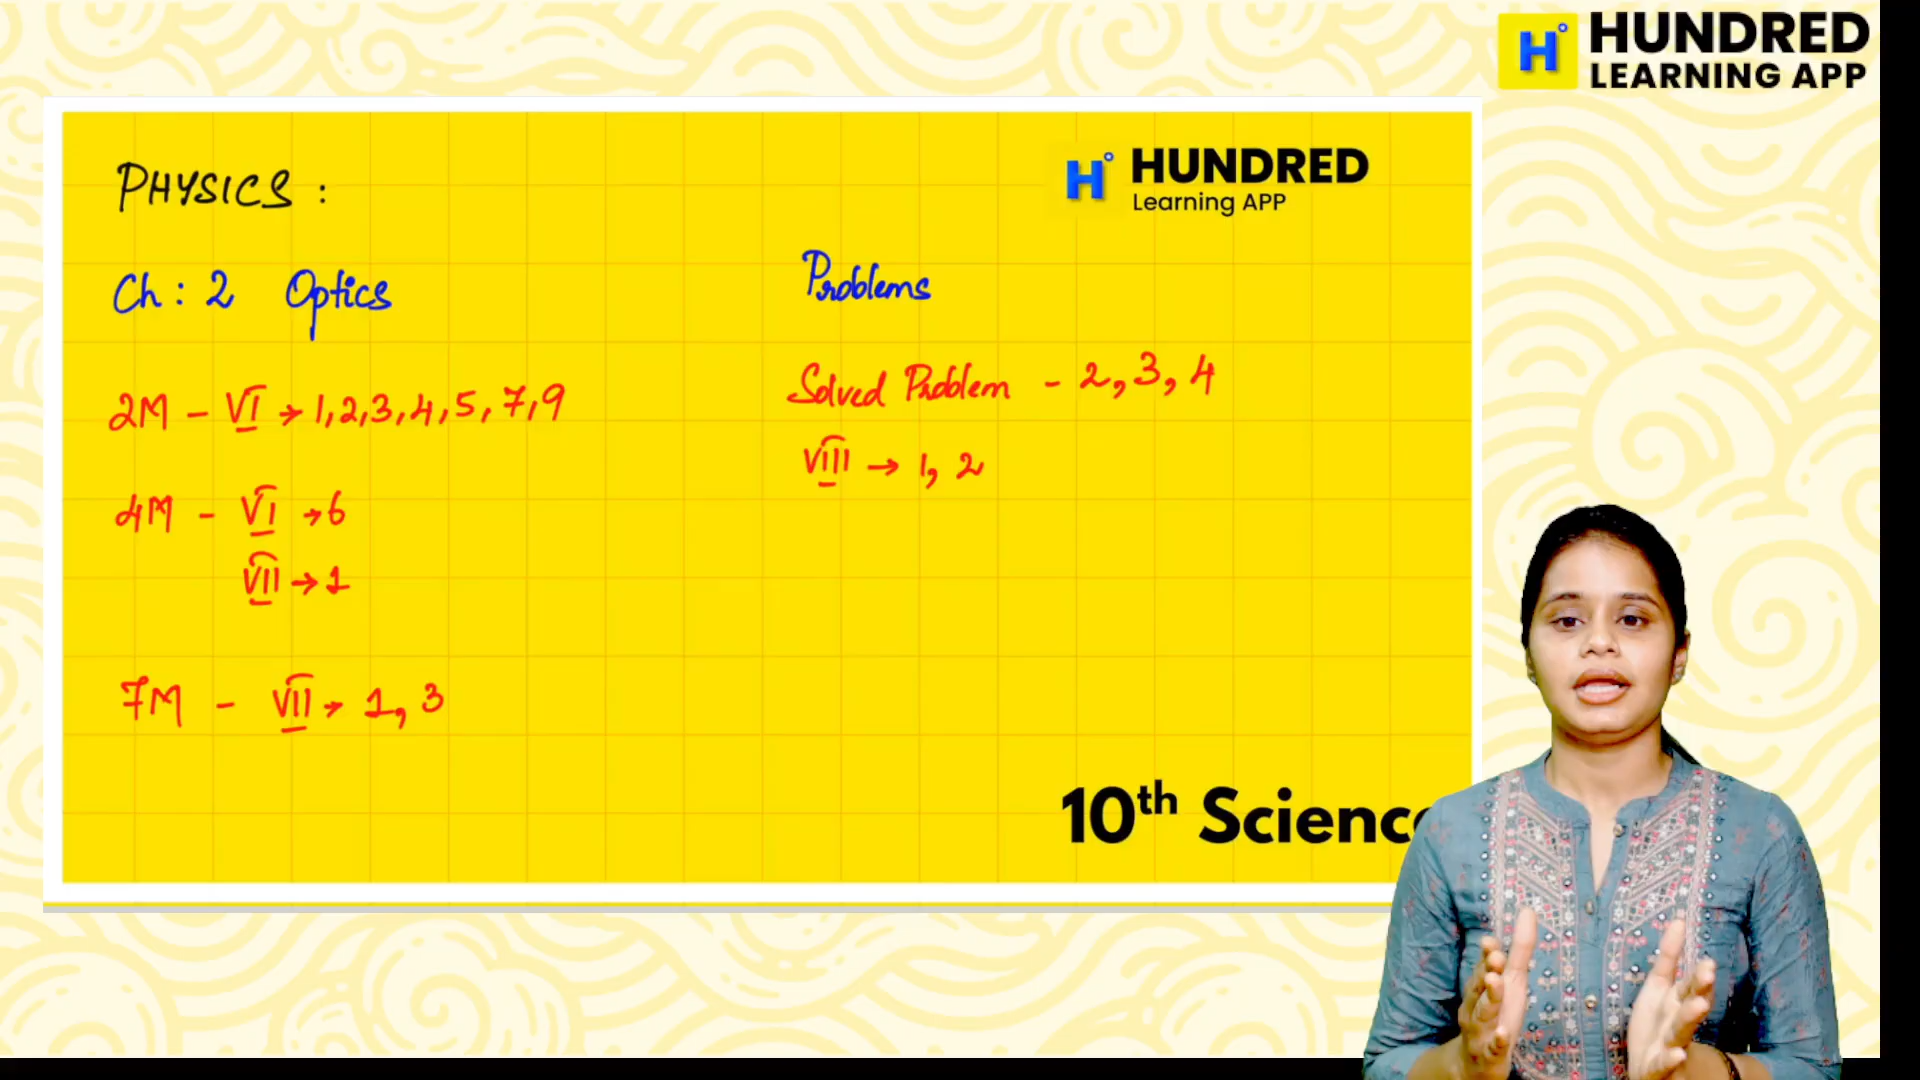 HUNDRED
LEARNING APP
HUNDRED
Learning APP
PHYSICS :
Ch : 2 Optics
2M - VI → 1,2,3,4,5,7,9
4M - VI → 6
VII → 1
7M - VII → 1, 3
Problems
Solved Problem - 2, 3, 4
VIII → 1, 2
10th Scienc